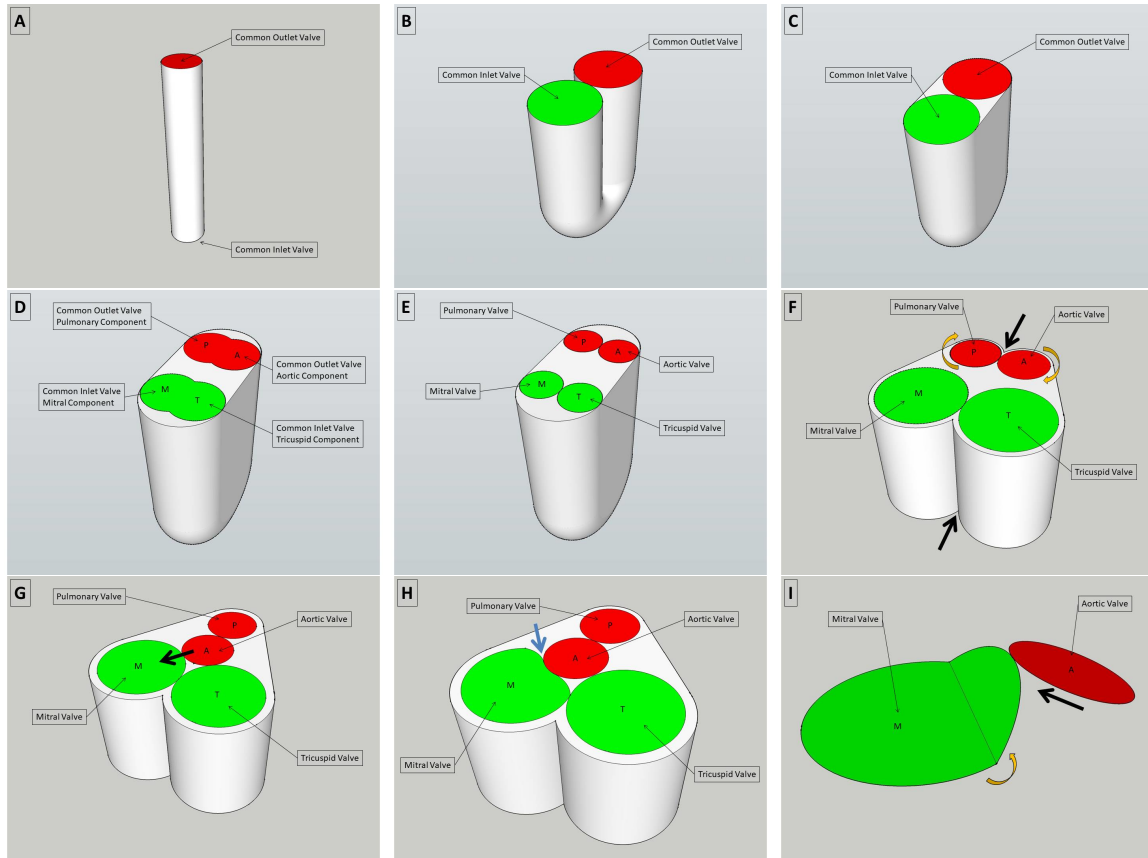 A
Common Outlet Valve
Common Inlet Valve
B
Common Outlet Valve
Common Inlet Valve
C
Common Outlet Valve
Common Inlet Valve
D
Common Outlet Valve
Pulmonary Component
P
A
Common Outlet Valve
Aortic Component
Common Inlet Valve
Mitral Component
M
T
Common Inlet Valve
Tricuspid Component
E
Pulmonary Valve
P
A
Aortic Valve
Mitral Valve
M
T
Tricuspid Valve
F
Pulmonary Valve
Aortic Valve
P
A
M
T
Mitral Valve
Tricuspid Valve
G
Pulmonary Valve
P
Aortic Valve
A
M
T
Mitral Valve
Tricuspid Valve
H
Pulmonary Valve
P
Aortic Valve
A
M
T
Mitral Valve
Tricuspid Valve
I
Mitral Valve
Aortic Valve
A
M